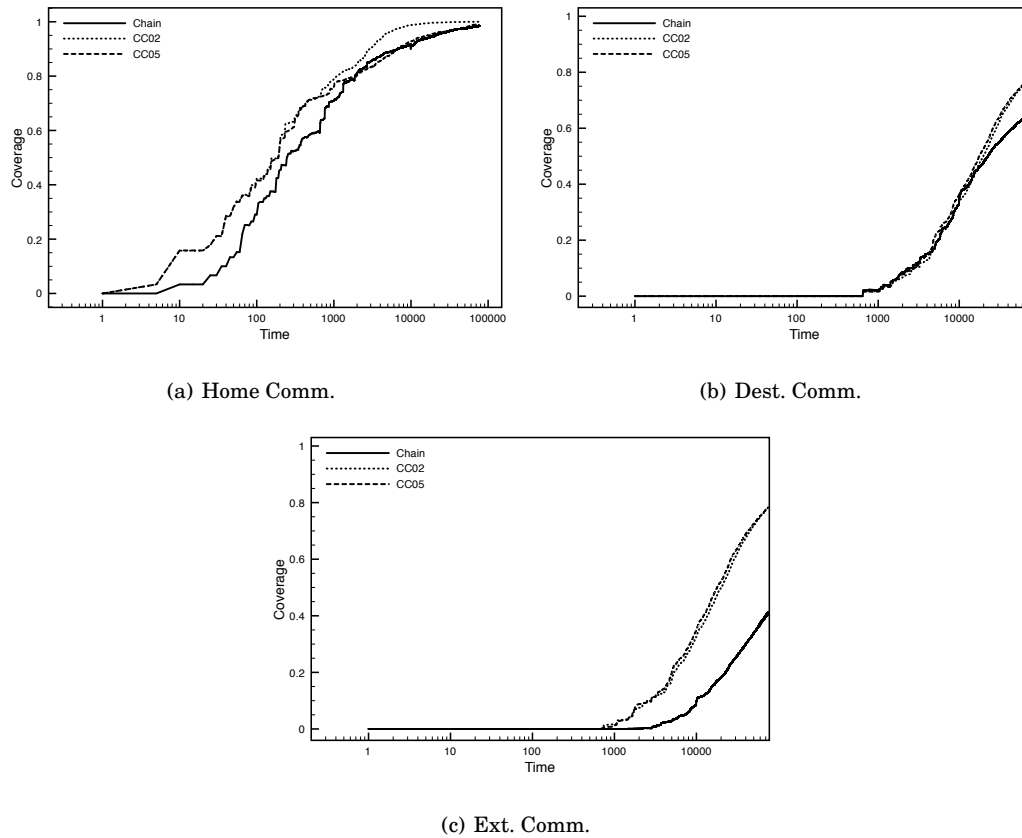 1
Chain
CC02
CC05
0.8
0.6
Coverage
0.4
0.2
0
1 10 100 1000 10000 100000
Time
(a) Home Comm.
1
Chain
CC02
CC05
0.8
0.6
Coverage
0.4
0.2
0
1 10 100 1000 10000
Time
(b) Dest. Comm.
1
Chain
CC02
CC05
0.8
0.6
Coverage
0.4
0.2
0
1 10 100 1000 10000
Time
(c) Ext. Comm.